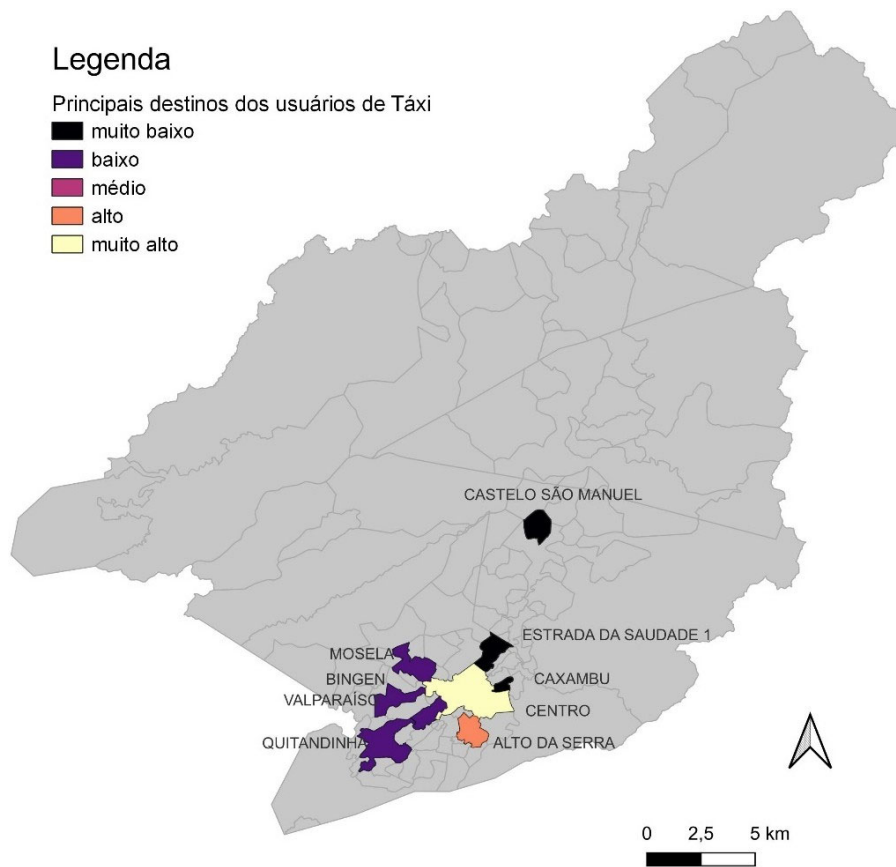 Legenda
Principais destinos dos usuários de Táxi
muito baixo
baixo
médio
alto
muito alto
CASTELO SÃO MANUEL
ESTRADA DA SAUDADE 1
MOSELA
BINGEN
CAXAMBU
VALPARAÍSO
CENTRO
QUITANDINHA
ALTO DA SERRA
0 2,5 5 km